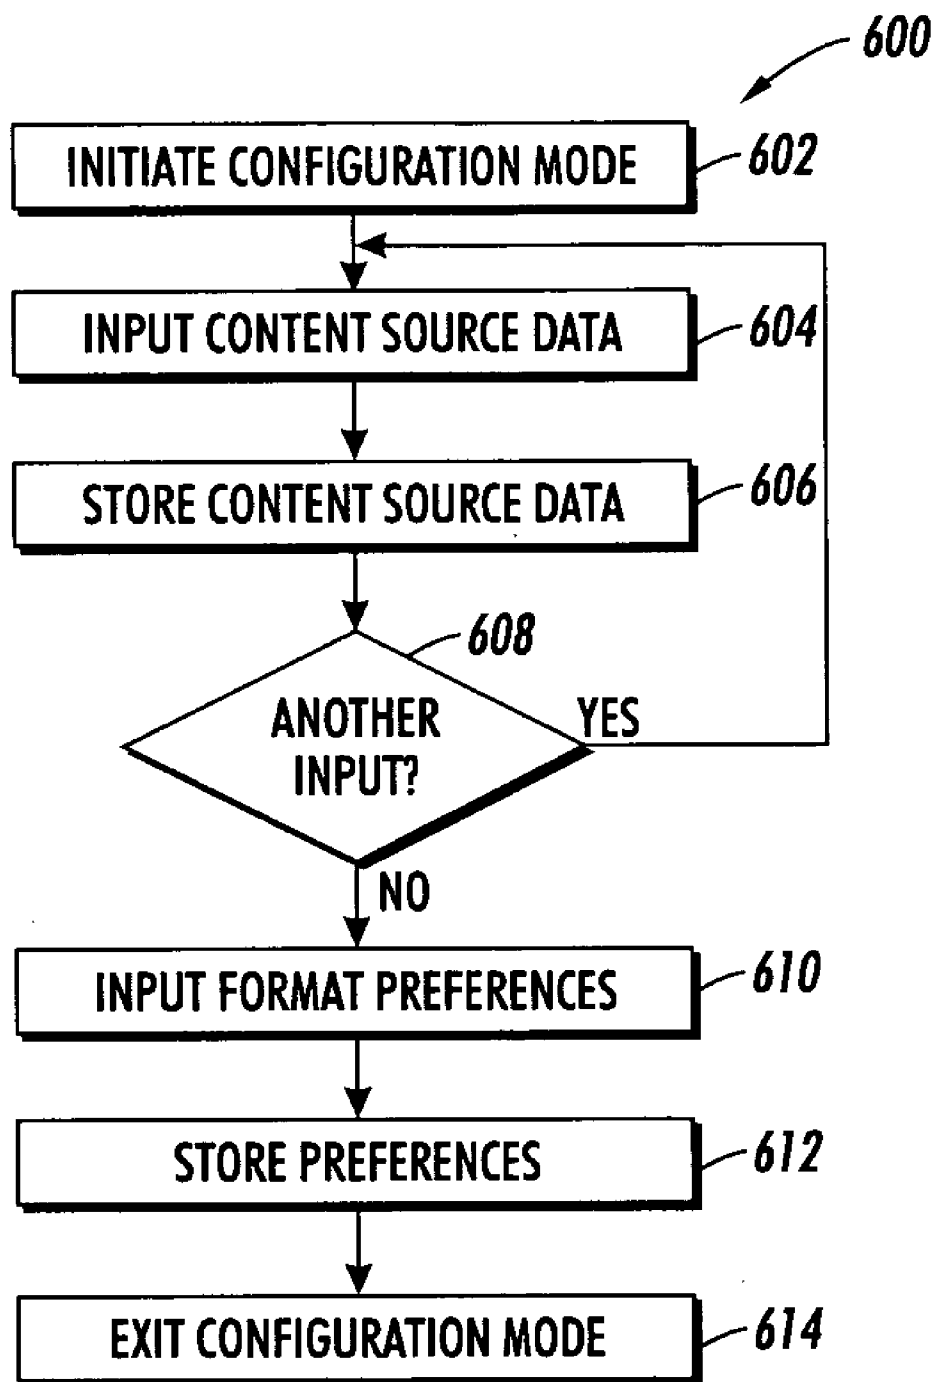 600
INITIATE CONFIGURATION MODE
602
INPUT CONTENT SOURCE DATA
604
STORE CONTENT SOURCE DATA
606
608
ANOTHER
INPUT?
YES
NO
INPUT FORMAT PREFERENCES
610
STORE PREFERENCES
612
EXIT CONFIGURATION MODE
614